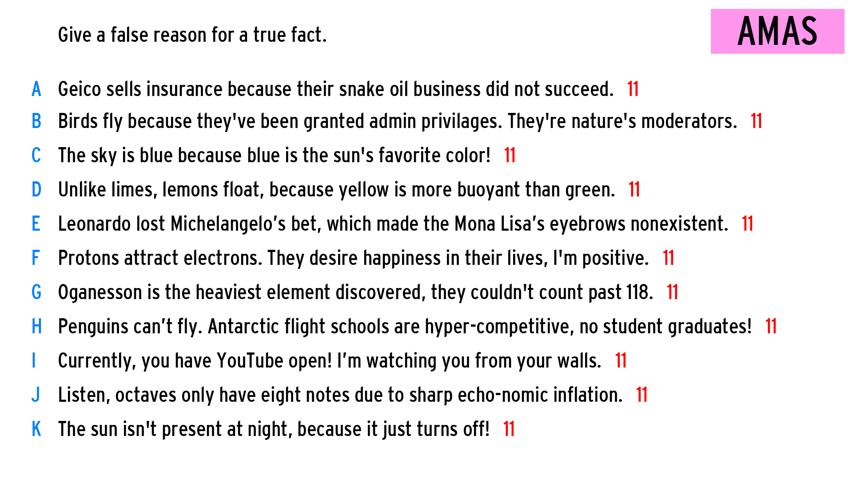 Give a false reason for a true fact.
AMAS
A Geico sells insurance because their snake oil business did not succeed. 11
B Birds fly because they've been granted admin privilages. They're nature's moderators. 11
C The sky is blue because blue is the sun's favorite color! 11
D Unlike limes, lemons float, because yellow is more buoyant than green. 11
E Leonardo lost Michelangelo’s bet, which made the Mona Lisa’s eyebrows nonexistent. 11
F Protons attract electrons. They desire happiness in their lives, I'm positive. 11
G Oganesson is the heaviest element discovered, they couldn't count past 118. 11
H Penguins can’t fly. Antarctic flight schools are hyper-competitive, no student graduates! 11
I Currently, you have YouTube open! I’m watching you from your walls. 11
J Listen, octaves only have eight notes due to sharp echo-nomic inflation. 11
K The sun isn't present at night, because it just turns off! 11